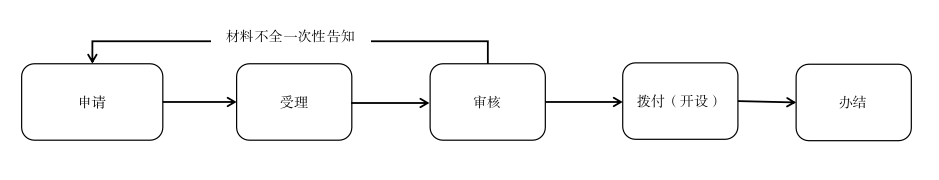 材料不全一次性告知
申请
受理
审核
拨付（开设）
办结